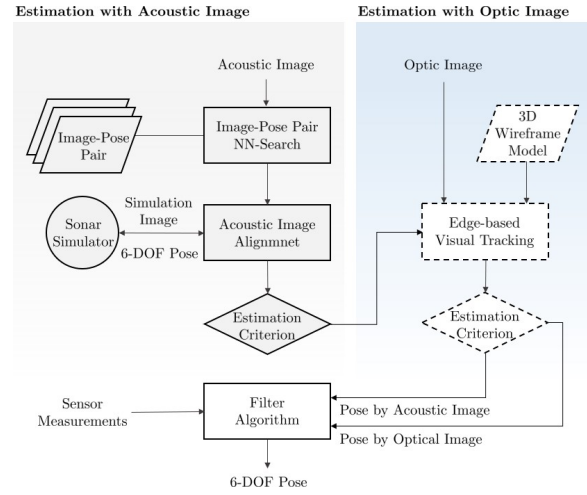 Estimation with Acoustic Image
Estimation with Optic Image
Acoustic Image
Optic Image
Image-Pose
Pair
Image-Pose Pair
NN-Search
3D
Wireframe
Model
Sonar
Simulator
Simulation
Image
6-DOF Pose
Acoustic Image
Alignmnet
Edge-based
Visual Tracking
Estimation
Criterion
Estimation
Criterion
Sensor
Measurements
Filter
Algorithm
Pose by Acoustic Image
Pose by Optical Image
6-DOF Pose